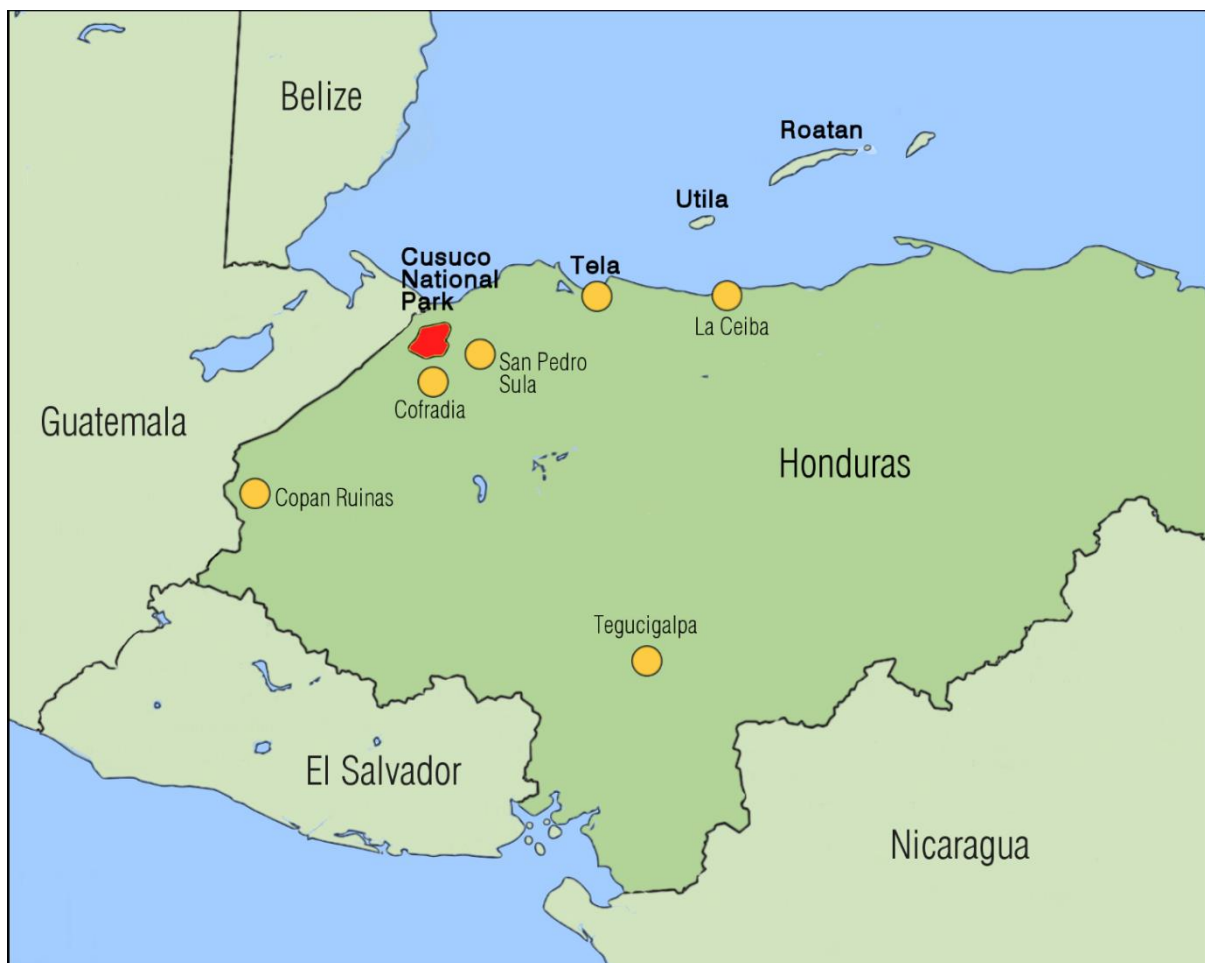 Belize
Roatan
Utila
Cusuco
National
Park
Tela
La Ceiba
San Pedro
Sula
Cofradia
Guatemala
Honduras
Copan Ruinas
Tegucigalpa
El Salvador
Nicaragua